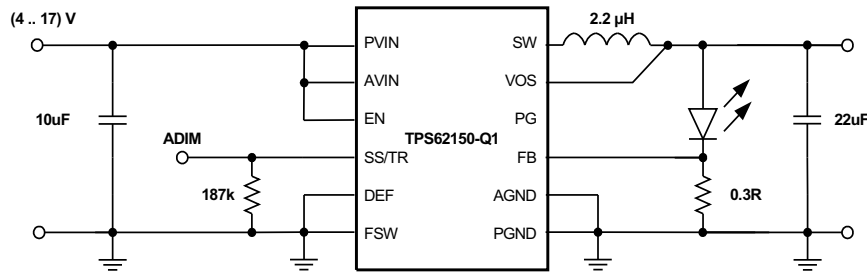 (4 .. 17) V
10uF
ADIM
187k
PVIN
AVIN
EN
SS/TR
DEF
FSW
TPS62150-Q1
SW
VOS
PG
FB
AGND
PGND
2.2 µH
22uF
0.3R